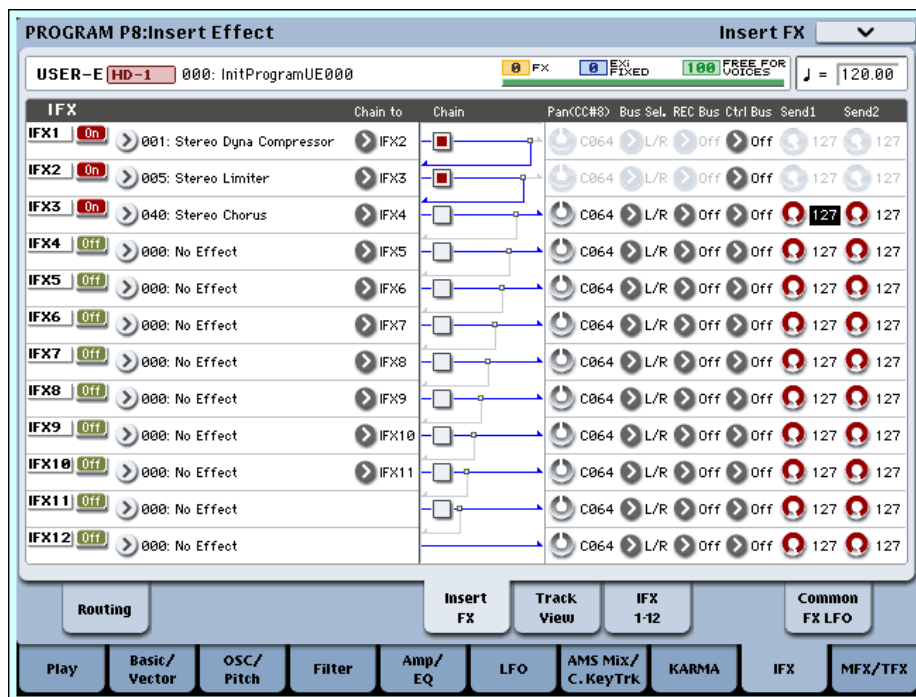 PROGRAM P8:Insert Effect Insert FX
USER-E HD-1 000: InitProgramUE000 0 FX 0 EXi FIXED 100 FREE FOR VOICES ♩ = 120.00
IFX Chain to Chain Pan(CC#8) Bus Sel. REC Bus Ctrl Bus Send1 Send2
IFX1 On 001: Stereo Dyna Compressor IFX2 C064 L/R Off Off 127 127
IFX2 On 005: Stereo Limiter IFX3 C064 L/R Off Off 127 127
IFX3 On 040: Stereo Chorus IFX4 C064 L/R Off Off 127 127
IFX4 Off 000: No Effect IFX5 C064 L/R Off Off 127 127
IFX5 Off 000: No Effect IFX6 C064 L/R Off Off 127 127
IFX6 Off 000: No Effect IFX7 C064 L/R Off Off 127 127
IFX7 Off 000: No Effect IFX8 C064 L/R Off Off 127 127
IFX8 Off 000: No Effect IFX9 C064 L/R Off Off 127 127
IFX9 Off 000: No Effect IFX10 C064 L/R Off Off 127 127
IFX10 Off 000: No Effect IFX11 C064 L/R Off Off 127 127
IFX11 Off 000: No Effect C064 L/R Off Off 127 127
IFX12 Off 000: No Effect C064 L/R Off Off 127 127
Routing Insert FX Track View IFX 1-12 Common FX LFO
Play Basic/ Vector OSC/ Pitch Filter Amp/ EQ LFO AMS Mix/ C.KeyTrk KARMA IFX MFX/TFX